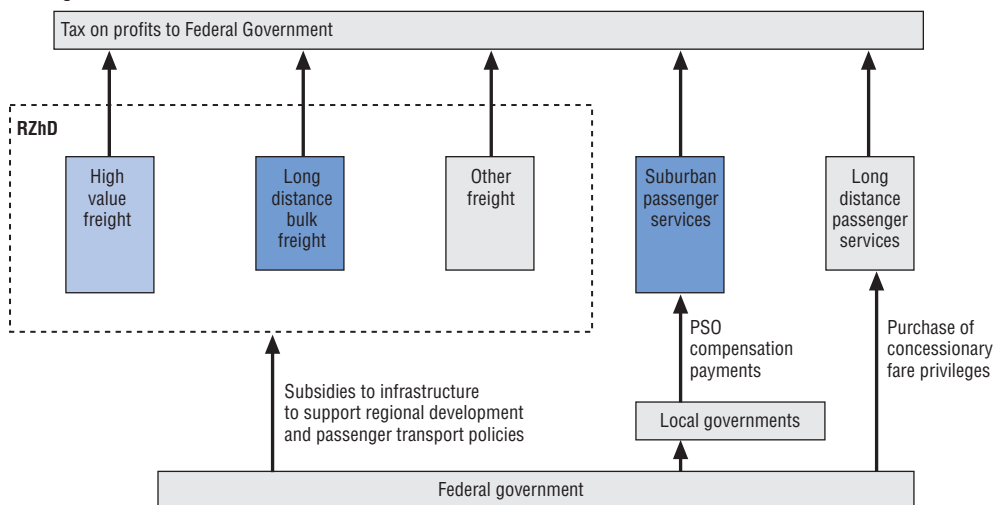 Tax on profits to Federal Government
RZhD
High
value
freight
Long
distance
bulk
freight
Other
freight
Suburban
passenger
services
Long
distance
passenger
services
PSO
compensation
payments
Purchase of
concessionary
fare privileges
Subsidies to infrastructure
to support regional development
and passenger transport policies
Local governments
Federal government